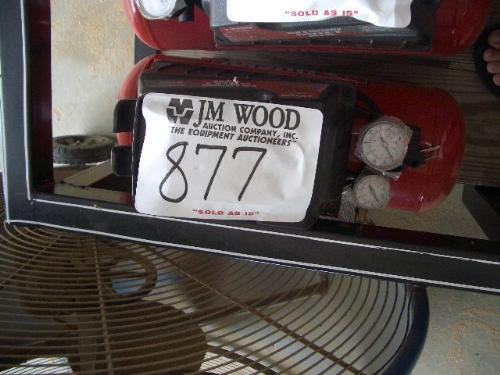 "SOLD AS IS"
JM WOOD
AUCTION COMPANY, INC.
"THE EQUIPMENT AUCTIONEERS"
877
"SOLD AS IS"